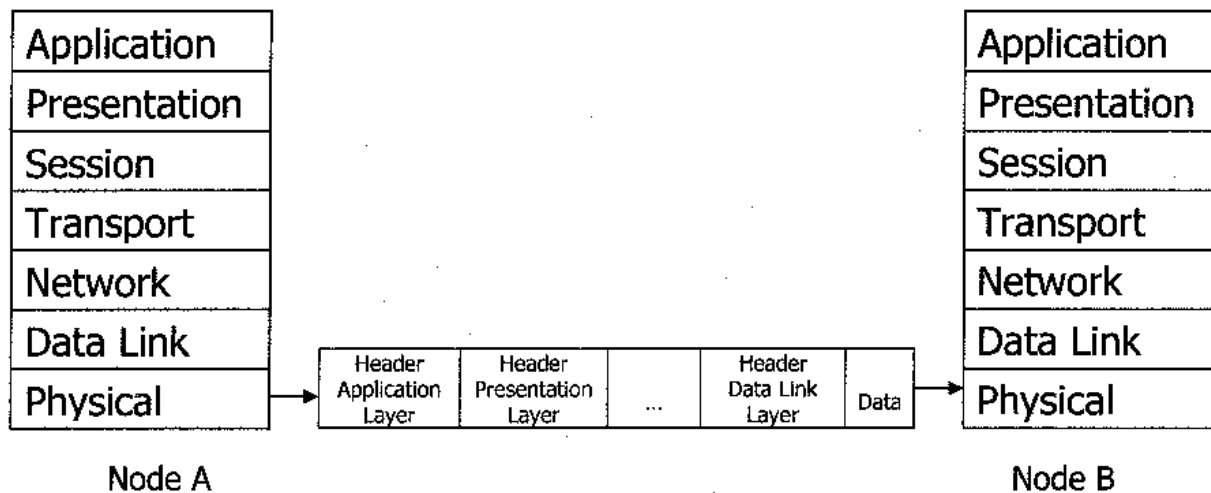 Application
Presentation
Session
Transport
Network
Data Link
Physical
Node A
Header
Application
Layer
Header
Presentation
Layer
...
Header
Data Link
Layer
Data
Application
Presentation
Session
Transport
Network
Data Link
Physical
Node B